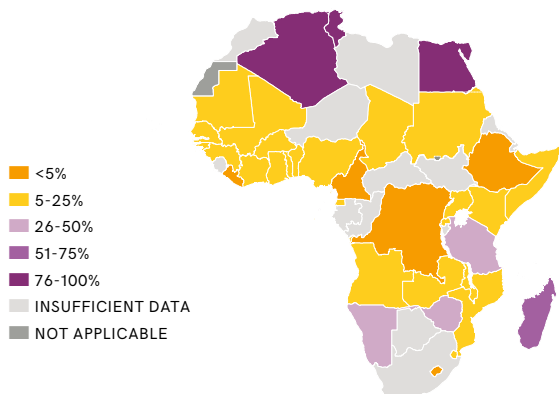 <5%
5-25%
26-50%
51-75%
76-100%
INSUFFICIENT DATA
NOT APPLICABLE